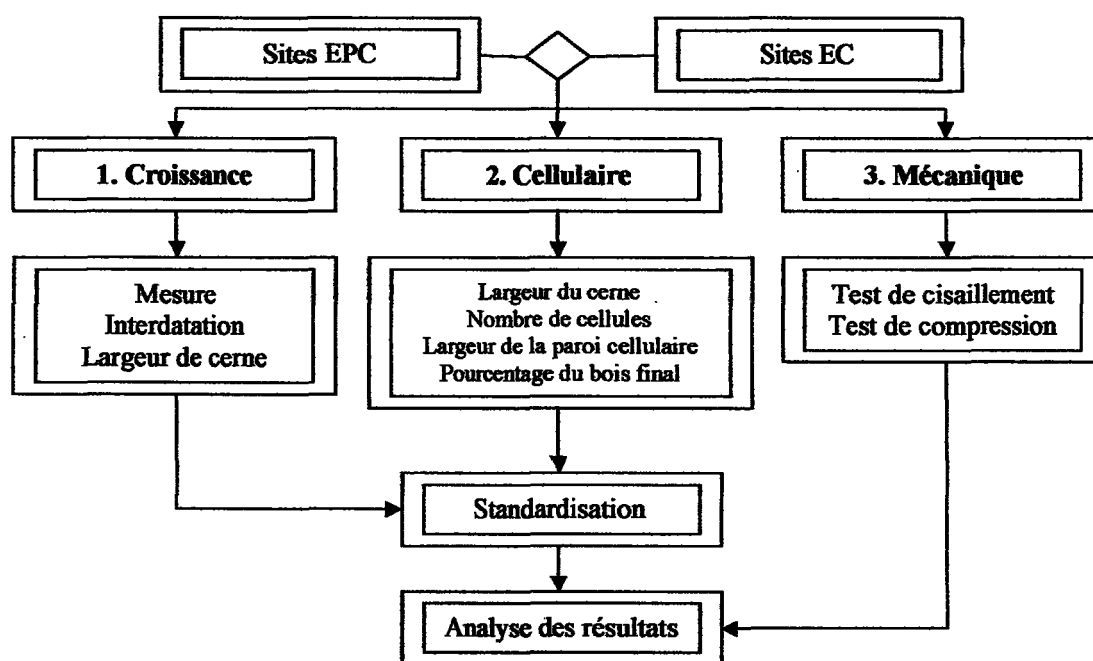 Sites EPC
Sites EC
1. Croissance
2. Cellulaire
3. Mécanique
Mesure
Interdatation
Largeur de cerne
Largeur du cerne
Nombre de cellules
Largeur de la paroi cellulaire
Pourcentage du bois final
Test de cisaillement
Test de compression
Standardisation
Analyse des résultats